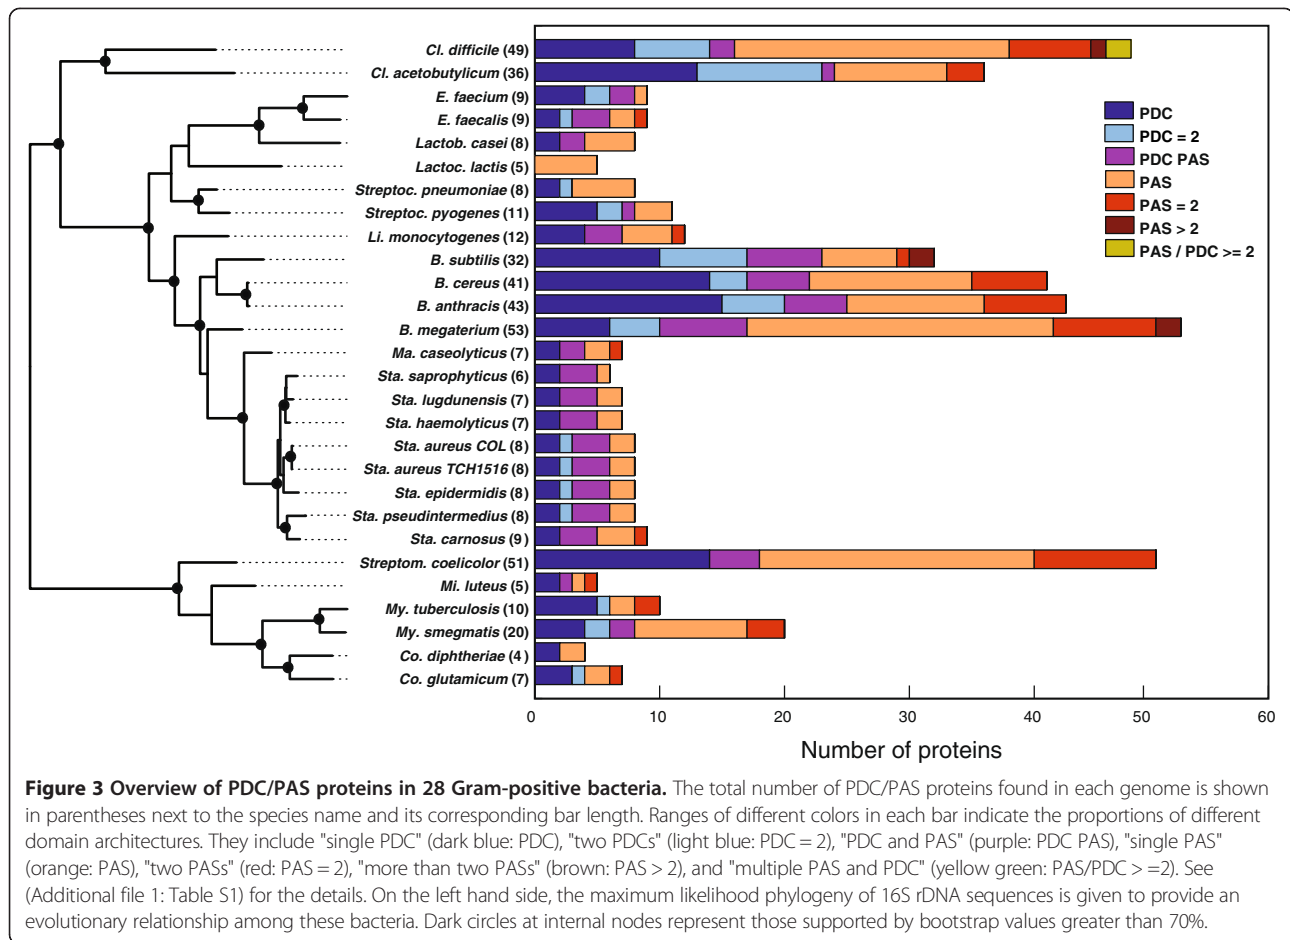 Cl. difficile (49)
Cl. acetobutylicum (36)
E. faecium (9)
E. faecalis (9)
Lactob. casei (8)
Lactoc. lactis (5)
Streptoc. pneumoniae (8)
Streptoc. pyogenes (11)
Li. monocytogenes (12)
B. subtilis (32)
B. cereus (41)
B. anthracis (43)
B. megaterium (53)
Ma. caseolyticus (7)
Sta. saprophyticus (6)
Sta. lugdunensis (7)
Sta. haemolyticus (7)
Sta. aureus COL (8)
Sta. aureus TCH1516 (8)
Sta. epidermidis (8)
Sta. pseudintermedius (8)
Sta. carnosus (9)
Streptom. coelicolor (51)
Mi. luteus (5)
My. tuberculosis (10)
My. smegmatis (20)
Co. diphtheriae (4)
Co. glutamicum (7)
PDC
PDC = 2
PDC PAS
PAS
PAS = 2
PAS > 2
PAS / PDC >= 2
0 10 20 30 40 50 60
Number of proteins
Figure 3 Overview of PDC/PAS proteins in 28 Gram-positive bacteria. The total number of PDC/PAS proteins found in each genome is shown
in parentheses next to the species name and its corresponding bar length. Ranges of different colors in each bar indicate the proportions of different
domain architectures. They include "single PDC" (dark blue: PDC), "two PDCs" (light blue: PDC = 2), "PDC and PAS" (purple: PDC PAS), "single PAS"
(orange: PAS), "two PASs" (red: PAS = 2), "more than two PASs" (brown: PAS > 2), and "multiple PAS and PDC" (yellow green: PAS/PDC > =2). See
(Additional file 1: Table S1) for the details. On the left hand side, the maximum likelihood phylogeny of 16S rDNA sequences is given to provide an
evolutionary relationship among these bacteria. Dark circles at internal nodes represent those supported by bootstrap values greater than 70%.